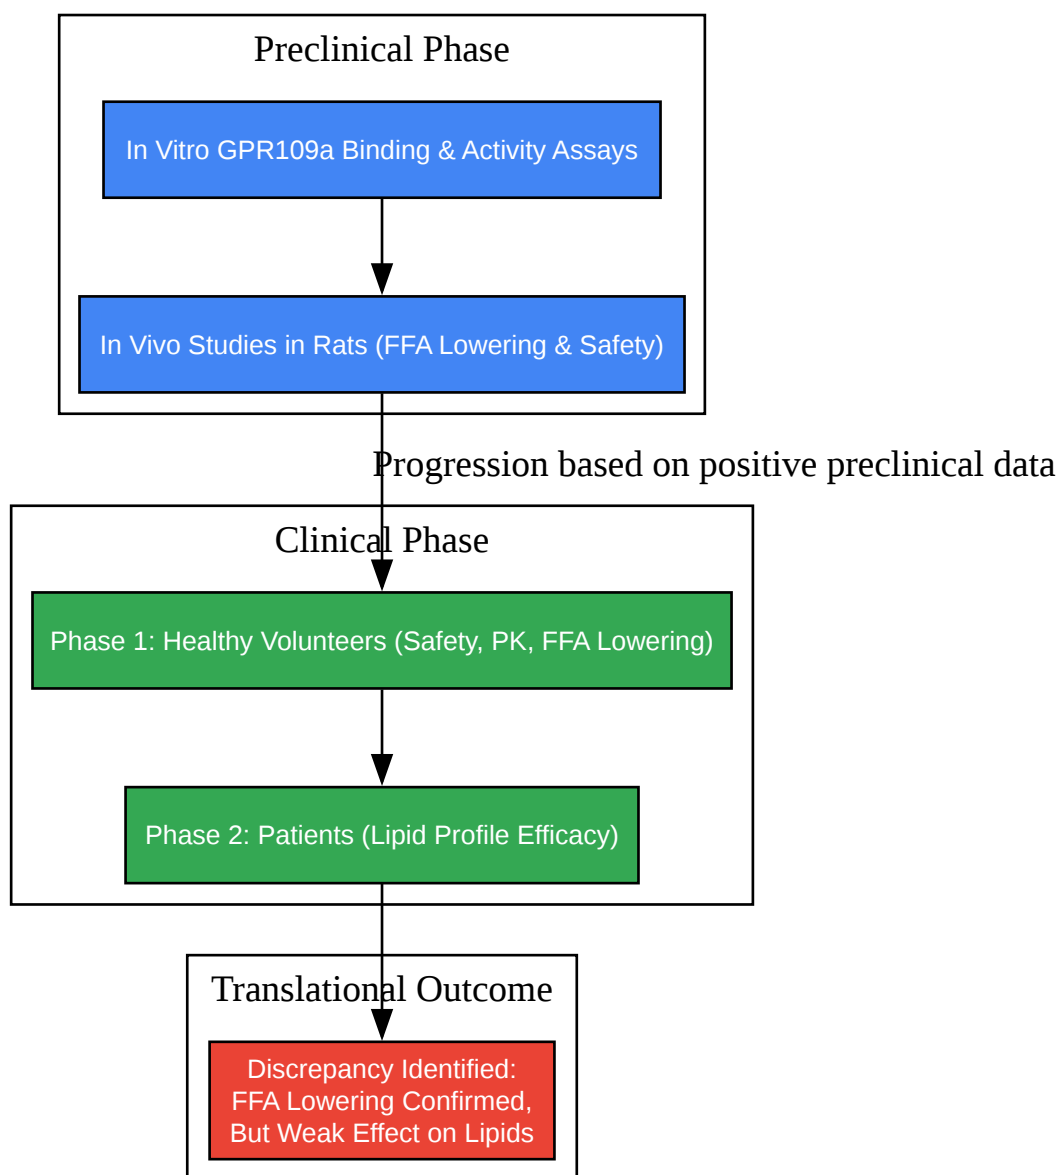 Preclinical Phase
In Vitro GPR109a Binding & Activity Assays
In Vivo Studies in Rats (FFA Lowering & Safety)
Progression based on positive preclinical data
Clinical Phase
Phase 1: Healthy Volunteers (Safety, PK, FFA Lowering)
Phase 2: Patients (Lipid Profile Efficacy)
Translational Outcome
Discrepancy Identified:
FFA Lowering Confirmed,
But Weak Effect on Lipids